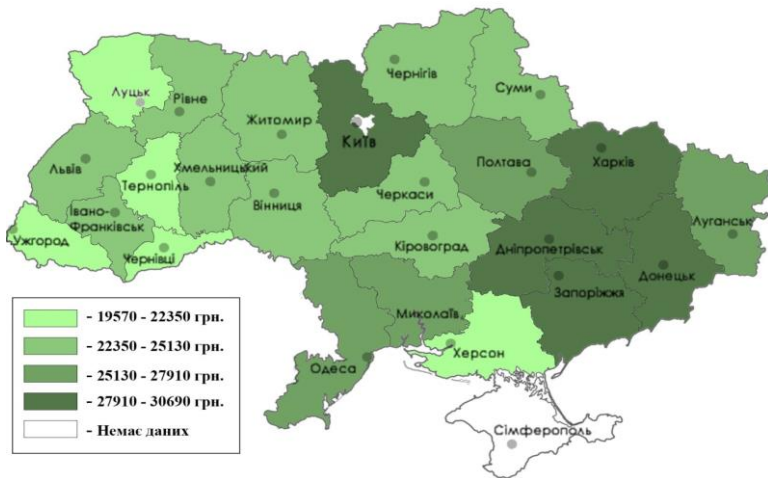 Луцьк
Рівне
Житомир
Київ
Чернігів
Суми
Львів
Тернопіль
Хмельницький
Вінниця
Черкаси
Полтава
Харків
Луганськ
Івано-
Франківськ
Ужгород
Чернівці
Кіровоград
Дніпропетрівськ
Донецьк
Запоріжжя
Миколаїв
Одеса
Херсон
Сімферополь
- 19570 - 22350 грн.
- 22350 - 25130 грн.
- 25130 - 27910 грн.
- 27910 - 30690 грн.
- Немає даних